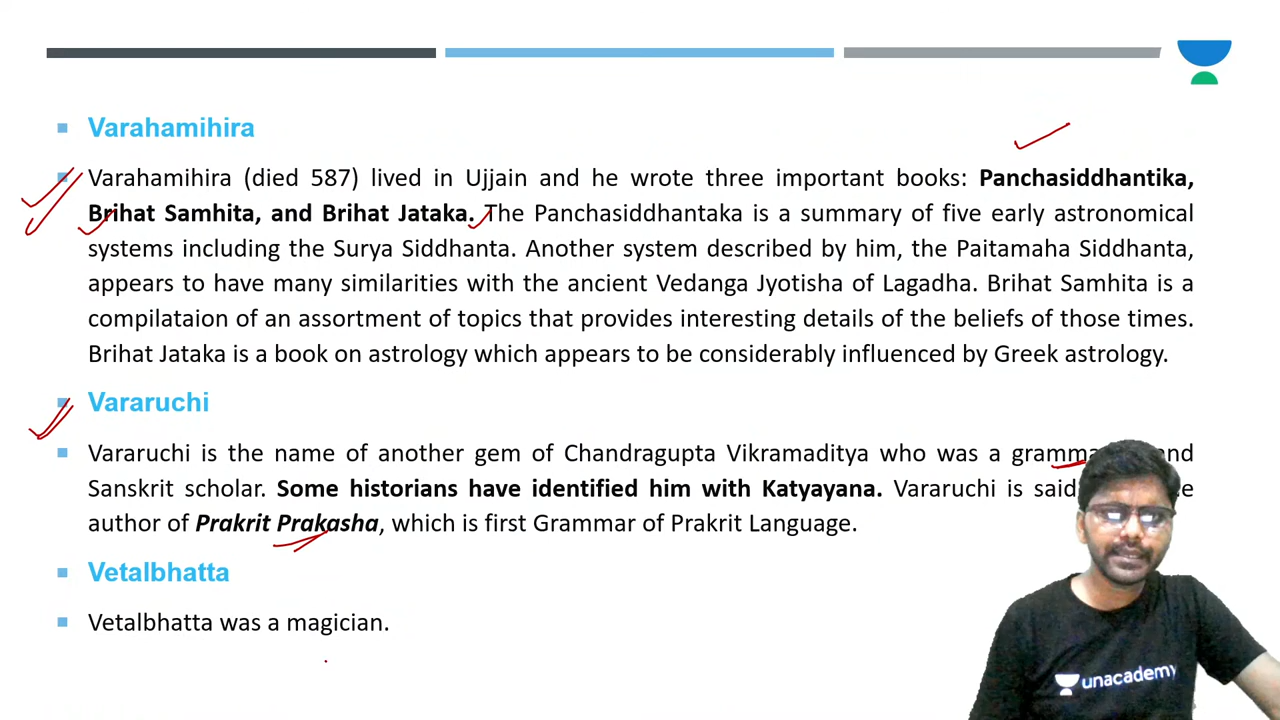 Varahamihira
Varahamihira (died 587) lived in Ujjain and he wrote three important books: Panchasiddhantika,
Brihat Samhita, and Brihat Jataka. The Panchasiddhantaka is a summary of five early astronomical
systems including the Surya Siddhanta. Another system described by him, the Paitamaha Siddhanta,
appears to have many similarities with the ancient Vedanga Jyotisha of Lagadha. Brihat Samhita is a
compilataion of an assortment of topics that provides interesting details of the beliefs of those times.
Brihat Jataka is a book on astrology which appears to be considerably influenced by Greek astrology.
Vararuchi
Vararuchi is the name of another gem of Chandragupta Vikramaditya who was a and
Sanskrit scholar. Some historians have identified him with Katyayana. Vararuchi is said
author of Prakrit Prakasha, which is first Grammar of Prakrit Language.
Vetalbhatta
Vetalbhatta was a magician.
unacademy